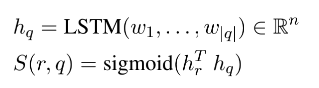 h_q = LSTM(w_1, . . . , w_{|q|}) ∈ ℝ^n
S(r, q) = sigmoid(h_r^T h_q)